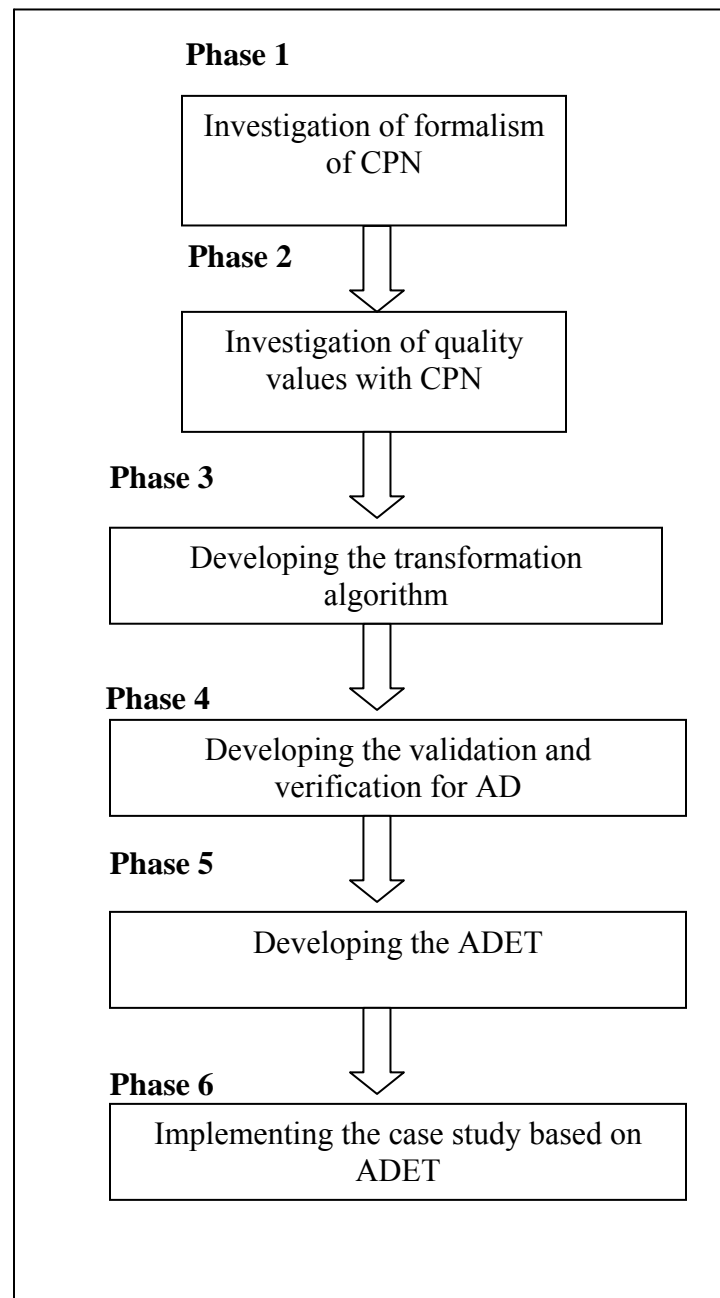 Phase 1
Investigation of formalism
of CPN
Phase 2
Investigation of quality
values with CPN
Phase 3
Developing the transformation
algorithm
Phase 4
Developing the validation and
verification for AD
Phase 5
Developing the ADET
Phase 6
Implementing the case study based on
ADET